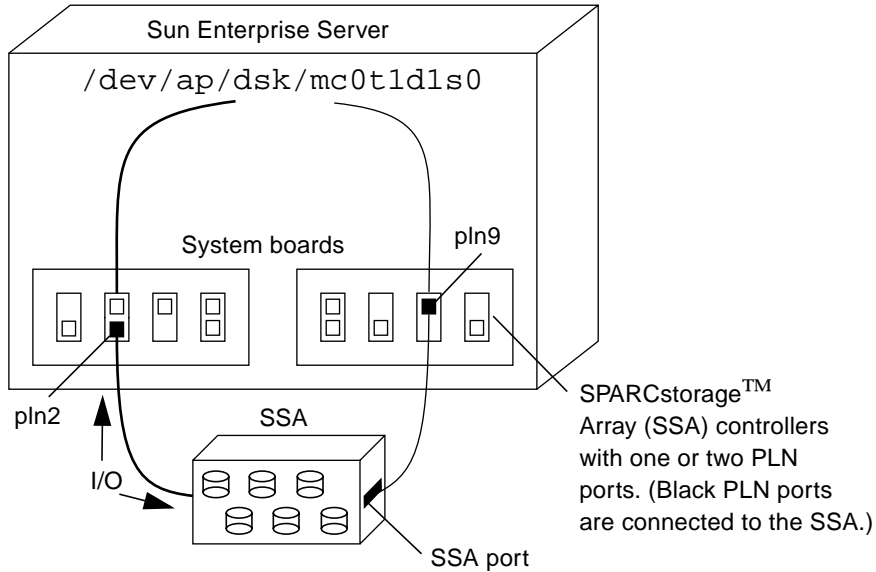 Sun Enterprise Server
/dev/ap/dsk/mc0t1d1s0
System boards
pln9
pln2
SSA
I/O
SSA port
SPARCstorage™
Array (SSA) controllers
with one or two PLN
ports. (Black PLN ports
are connected to the SSA.)